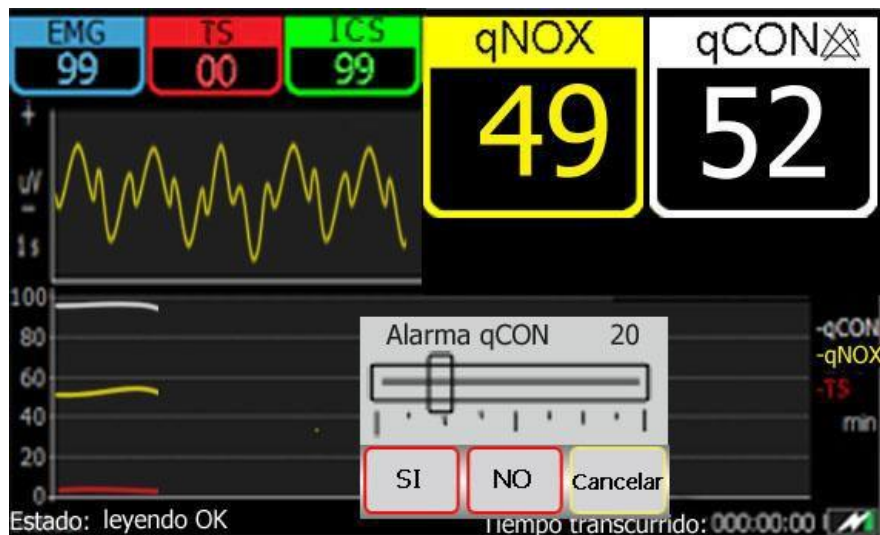 EMG TS ICS qNOX qCON
99 00 99 49 52
+
uV
–
1s
100
80
60
40
20
0
Alarma qCON 20
-qCON
-qNOX
-TS
min
SI NO Cancelar
Estado: leyendo OK
Tiempo transcurrido: 000:00:00